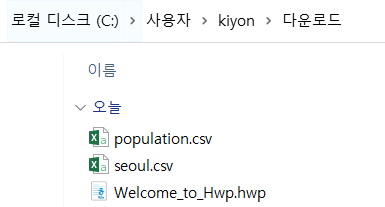 로컬 디스크 (C:) > 사용자 > kiyon > 다운로드
이름
오늘
population.csv
seoul.csv
Welcome_to_Hwp.hwp